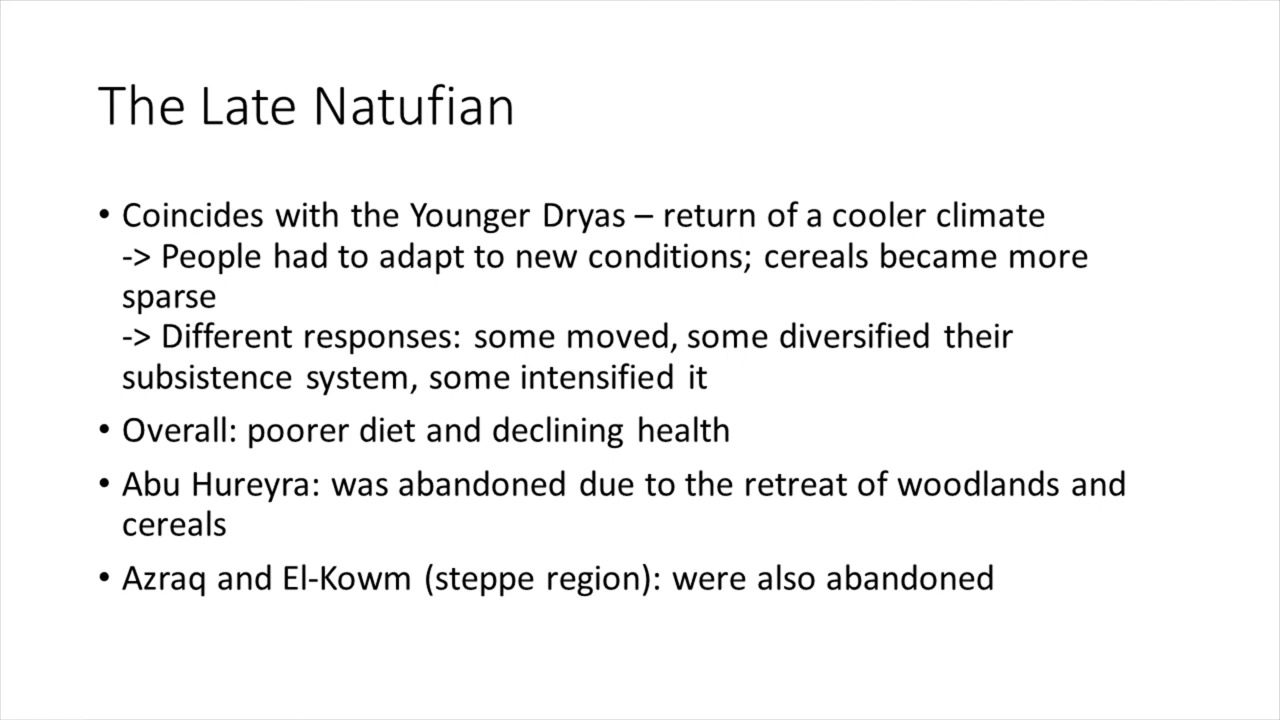 The Late Natufian
• Coincides with the Younger Dryas – return of a cooler climate
-> People had to adapt to new conditions; cereals became more
sparse
-> Different responses: some moved, some diversified their
subsistence system, some intensified it
• Overall: poorer diet and declining health
• Abu Hureyra: was abandoned due to the retreat of woodlands and
cereals
• Azraq and El-Kowm (steppe region): were also abandoned